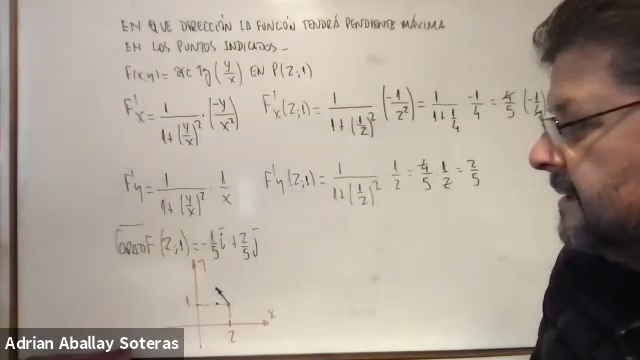 EN QUE DIRECCIÓN LA FUNCIÓN TENDRÁ PENDIENTE MÁXIMA
EN LOS PUNTOS INDICADOS _
F(x,y) = arc Tg (y/x) EN P(2,1)
F'x = 1/(1+(y/x)²) · (-y/x²) F'x (2,1) = 1/(1+(1/2)²) · (-1/2²) = 1/(1+1/4) · -1/4 = 4/5 (-1/4)
F'y = 1/(1+(y/x)²) · 1/x F'y (2,1) = 1/(1+(1/2)²) · 1/2 = 4/5 · 1/2 = 2/5
GRADF (2,1) = -1/5 i + 2/5 j
1
2
x
Adrian Aballay Soteras